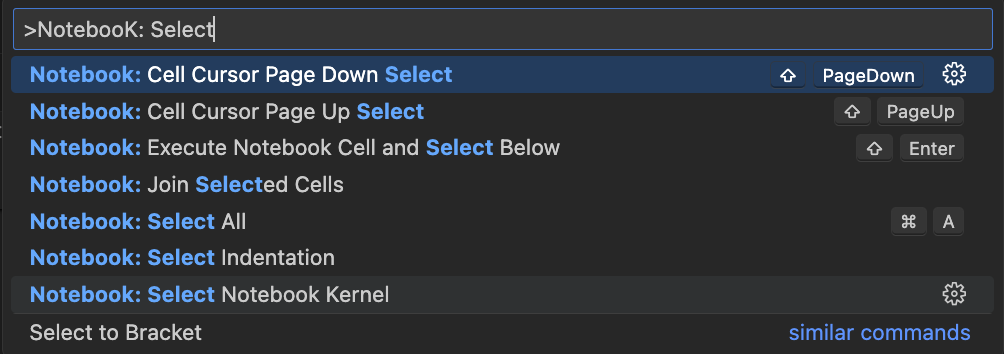 >NotebooK: Select
Notebook: Cell Cursor Page Down Select ⇧ PageDown
Notebook: Cell Cursor Page Up Select ⇧ PageUp
Notebook: Execute Notebook Cell and Select Below ⇧ Enter
Notebook: Join Selected Cells
Notebook: Select All ⌘ A
Notebook: Select Indentation
Notebook: Select Notebook Kernel
Select to Bracket similar commands